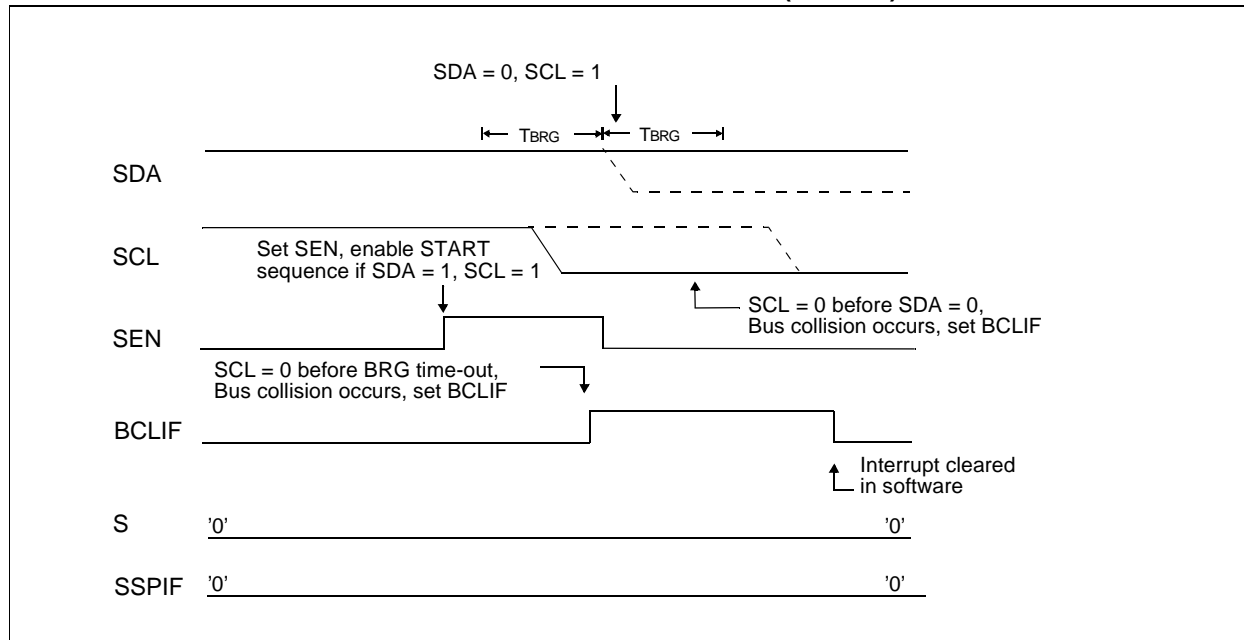 SDA = 0, SCL = 1
TBRG TBRG
SDA
SCL
Set SEN, enable START
sequence if SDA = 1, SCL = 1
SCL = 0 before SDA = 0,
Bus collision occurs, set BCLIF
SEN
SCL = 0 before BRG time-out,
Bus collision occurs, set BCLIF
BCLIF
Interrupt cleared
in software
S '0' '0'
SSPIF '0' '0'